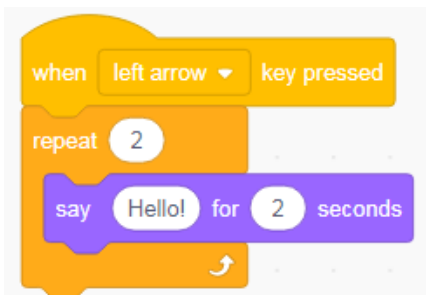 when left arrow key pressed
repeat 2
say Hello! for 2 seconds